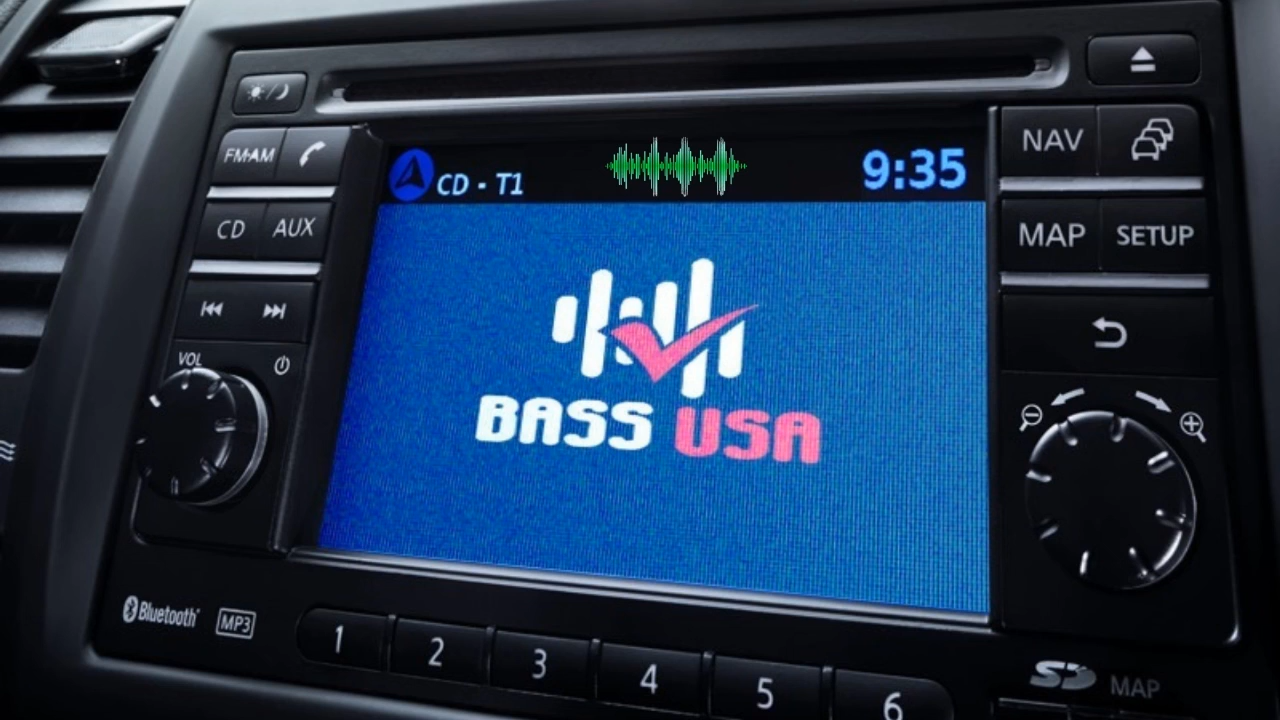 FM·AM
CD · T1
9:35
NAV
CD
AUX
MAP
SETUP
VOL
BASS USA
Bluetooth
MP3
1
2
3
4
5
6
SD
MAP